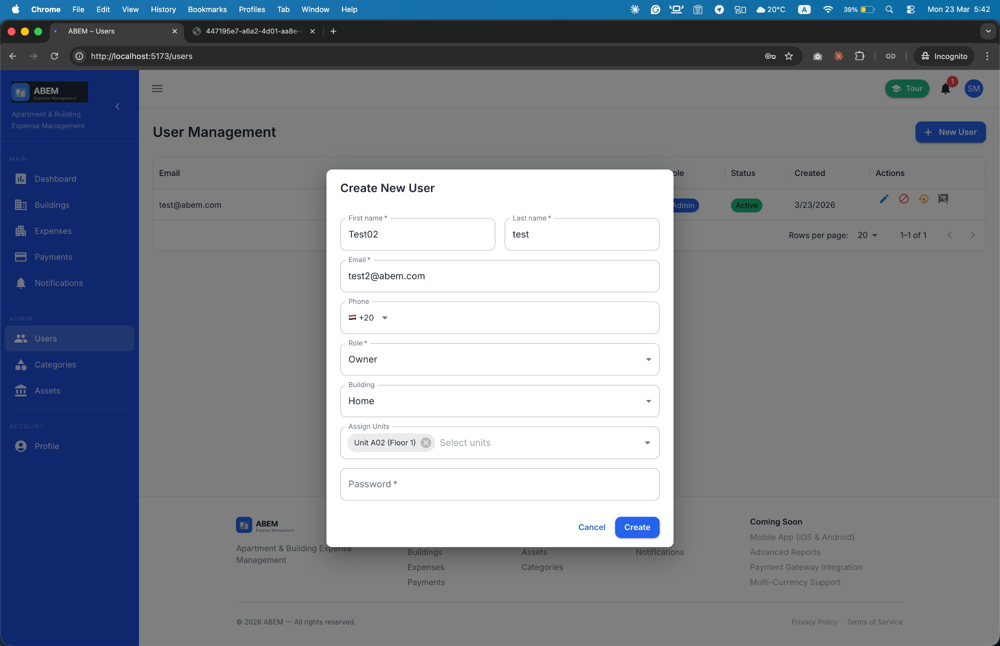 Chrome File Edit View History Bookmarks Profiles Tab Window Help 20°C A 39% Mon 23 Mar 5:42
ABEM – Users 447195e7-a6a2-4d01-aa8e-
http://localhost:5173/users Incognito
ABEM
Expense Management
Apartment & Building
Expense Management
MAIN
Dashboard
Buildings
Expenses
Payments
Notifications
ADMIN
Users
Categories
Assets
ACCOUNT
Profile
Tour 1 SM
User Management
+ New User
Email ole Status Created Actions
test@abem.com Admin Active 3/23/2026
Rows per page: 20 1–1 of 1
Create New User
First name * Last name *
Test02 test
Email *
test2@abem.com
Phone
+20
Role *
Owner
Building
Home
Assign Units
Unit A02 (Floor 1) Select units
Password *
Cancel Create
ABEM
Expense Management
Apartment & Building Expense
Management
Buildings
Expenses
Payments
Assets
Categories
Notifications
Coming Soon
Mobile App (iOS & Android)
Advanced Reports
Payment Gateway Integration
Multi-Currency Support
© 2026 ABEM — All rights reserved.
Privacy Policy Terms of Service